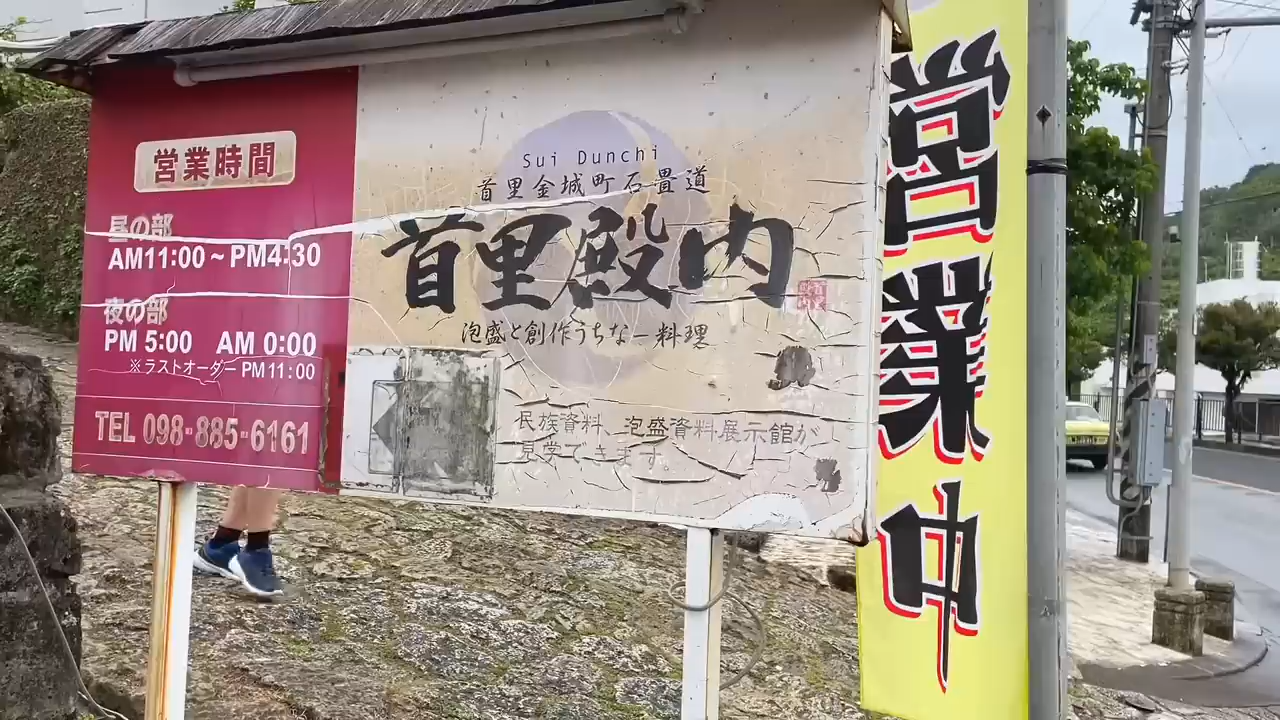 営業時間
昼の部
AM11:00～PM4:30
夜の部
PM 5:00 AM 0:00
※ラストオーダーPM11:00
TEL 098-885-6161
Sui Dunchi
首里金城町石畳道
首里殿内
泡盛と創作うちなー料理
民族資料、泡盛資料展示館が
見学できます。
営業中